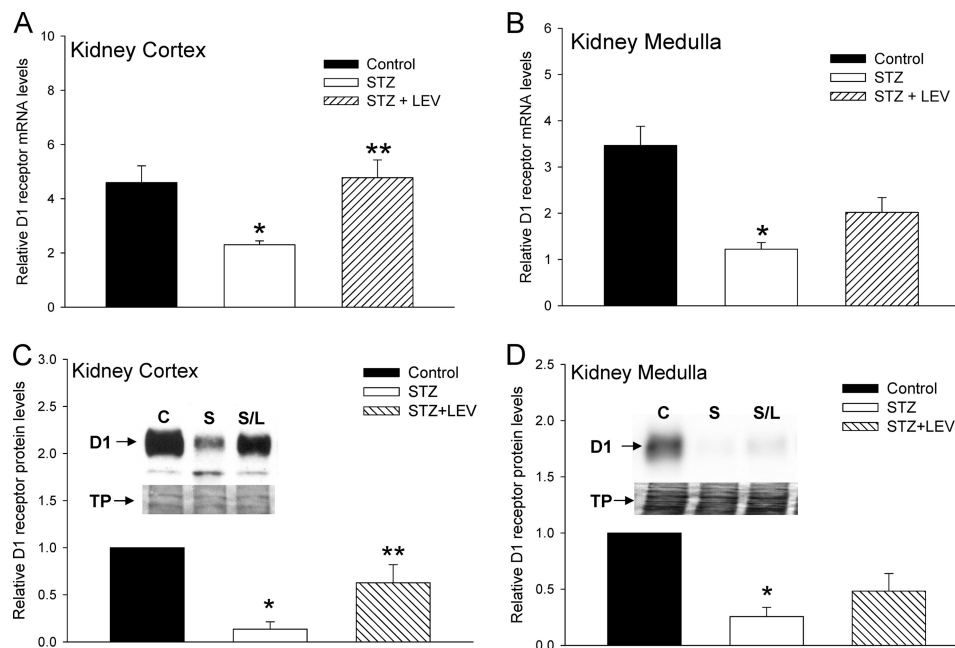 A
Kidney Cortex
Relative D1 receptor mRNA levels
10
8
6
4
2
0
Control
STZ
STZ + LEV
*
**
B
Kidney Medulla
Relative D1 receptor mRNA levels
6
5
4
3
2
1
0
Control
STZ
STZ + LEV
*
C
Kidney Cortex
Relative D1 receptor protein levels
3.0
2.5
2.0
1.5
1.0
0.5
0.0
Control
STZ
STZ+LEV
C S S/L
D1
TP
*
**
D
Kidney Medulla
Relative D1 receptor protein levels
2.5
2.0
1.5
1.0
0.5
0.0
Control
STZ
STZ+LEV
C S S/L
D1
TP
*